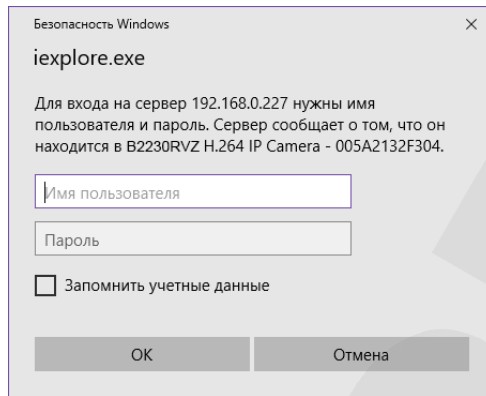 Безопасность Windows
iexplore.exe
Для входа на сервер 192.168.0.227 нужны имя
пользователя и пароль. Сервер сообщает о том, что он
находится в B2230RVZ H.264 IP Camera - 005A2132F304.
Имя пользователя
Пароль
Запомнить учетные данные
ОК
Отмена